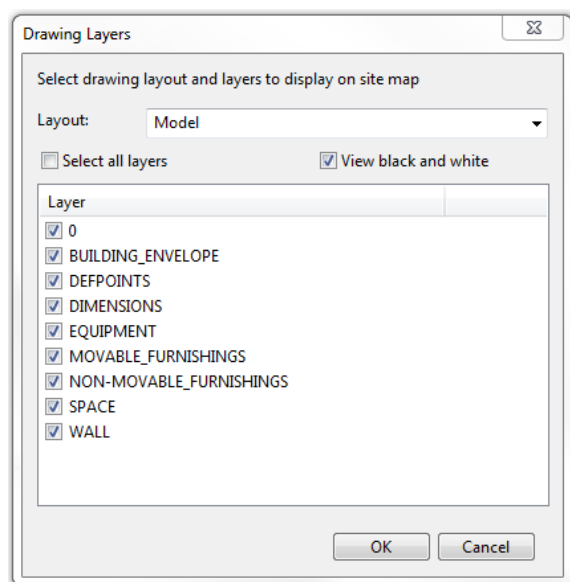 Drawing Layers
Select drawing layout and layers to display on site map
Layout: Model
Select all layers View black and white
Layer
0
BUILDING_ENVELOPE
DEFPOINTS
DIMENSIONS
EQUIPMENT
MOVABLE_FURNISHINGS
NON-MOVABLE_FURNISHINGS
SPACE
WALL
OK Cancel